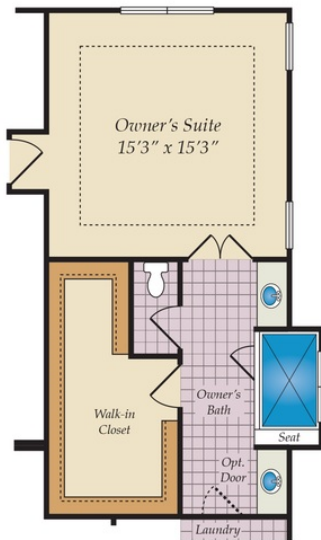 Owner's Suite
15'3" x 15'3"
Walk-in
Closet
Owner's
Bath
Seat
Opt.
Door
Laundry